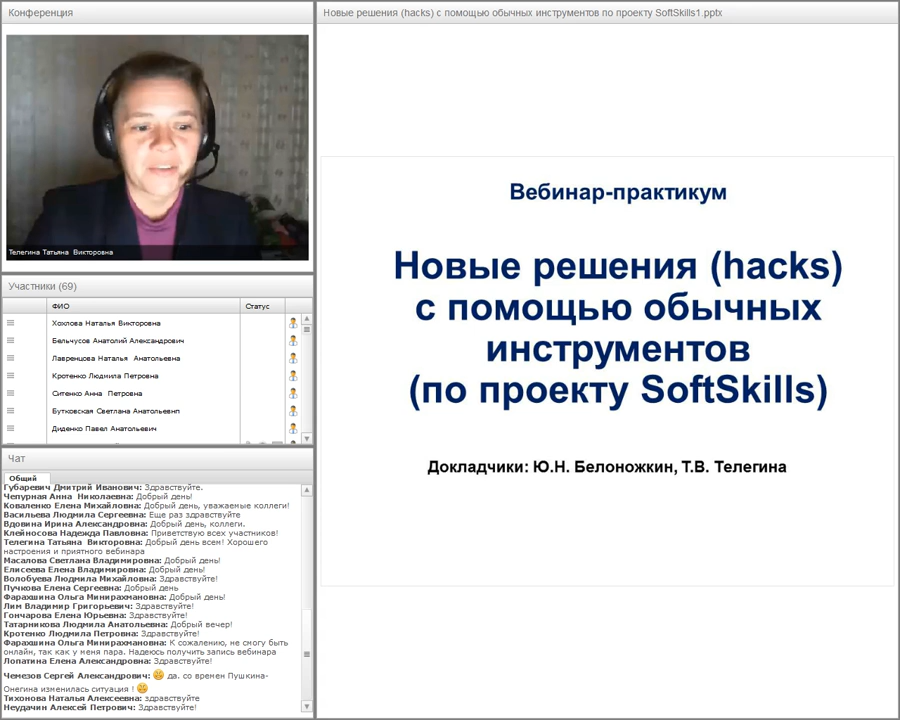 Конференция
Телегина Татьяна Викторовна
Участники (69)
ФИО Статус
Хохлова Наталья Викторовна
Бельчусов Анатолий Александрович
Лавренцова Наталья Анатольевна
Кротенко Людмила Петровна
Ситенко Анна Петровна
Бутковская Светлана Анатольевнп
Диденко Павел Анатольевич
Чат
Общий
Губаревич Дмитрий Иванович: Здравствуйте.
Чепурная Анна Николаевна: Добрый день!
Коваленко Елена Михайловна: Добрый день, уважаемые коллеги!
Васильева Людмила Сергеевна: Еще раз здравствуйте
Вдовина Ирина Александровна: Добрый день, коллеги.
Клейносова Надежда Павловна: Приветствую всех участников!
Телегина Татьяна Викторовна: Добрый день всем! Хорошего
настроения и приятного вебинара
Масалова Светлана Владимировна: Добрый день!
Елисеева Елена Владимировна: Добрый день!
Волобуева Людмила Михайловна: Здравствуйте!
Пучкова Елена Сергеевна: Добрый день
Фарахшина Ольга Минирахмановна: Добрый день!
Лим Владимир Григорьевич: Здравствуйте!
Гончарова Елена Юрьевна: Здравствуйте!
Татарникова Людмила Анатольевна: Добрый вечер!
Кротенко Людмила Петровна: Здравствуйте!
Фарахшина Ольга Минирахмановна: К сожалению, не смогу быть
онлайн, так как у меня пара. Надеюсь получить запись вебинара
Лопатина Елена Александровна: Здравствуйте!
Чемезов Сергей Александрович: да. со времен Пушкина-
Онегина изменилась ситуация !
Тихонова Наталья Алексеевна: здравствуйте
Неудачин Алексей Петрович: Здравствуйте!
Новые решения (hacks) с помощью обычных инструментов по проекту SoftSkills1.pptx
Вебинар-практикум
Новые решения (hacks)
с помощью обычных
инструментов
(по проекту SoftSkills)
Докладчики: Ю.Н. Белоножкин, Т.В. Телегина